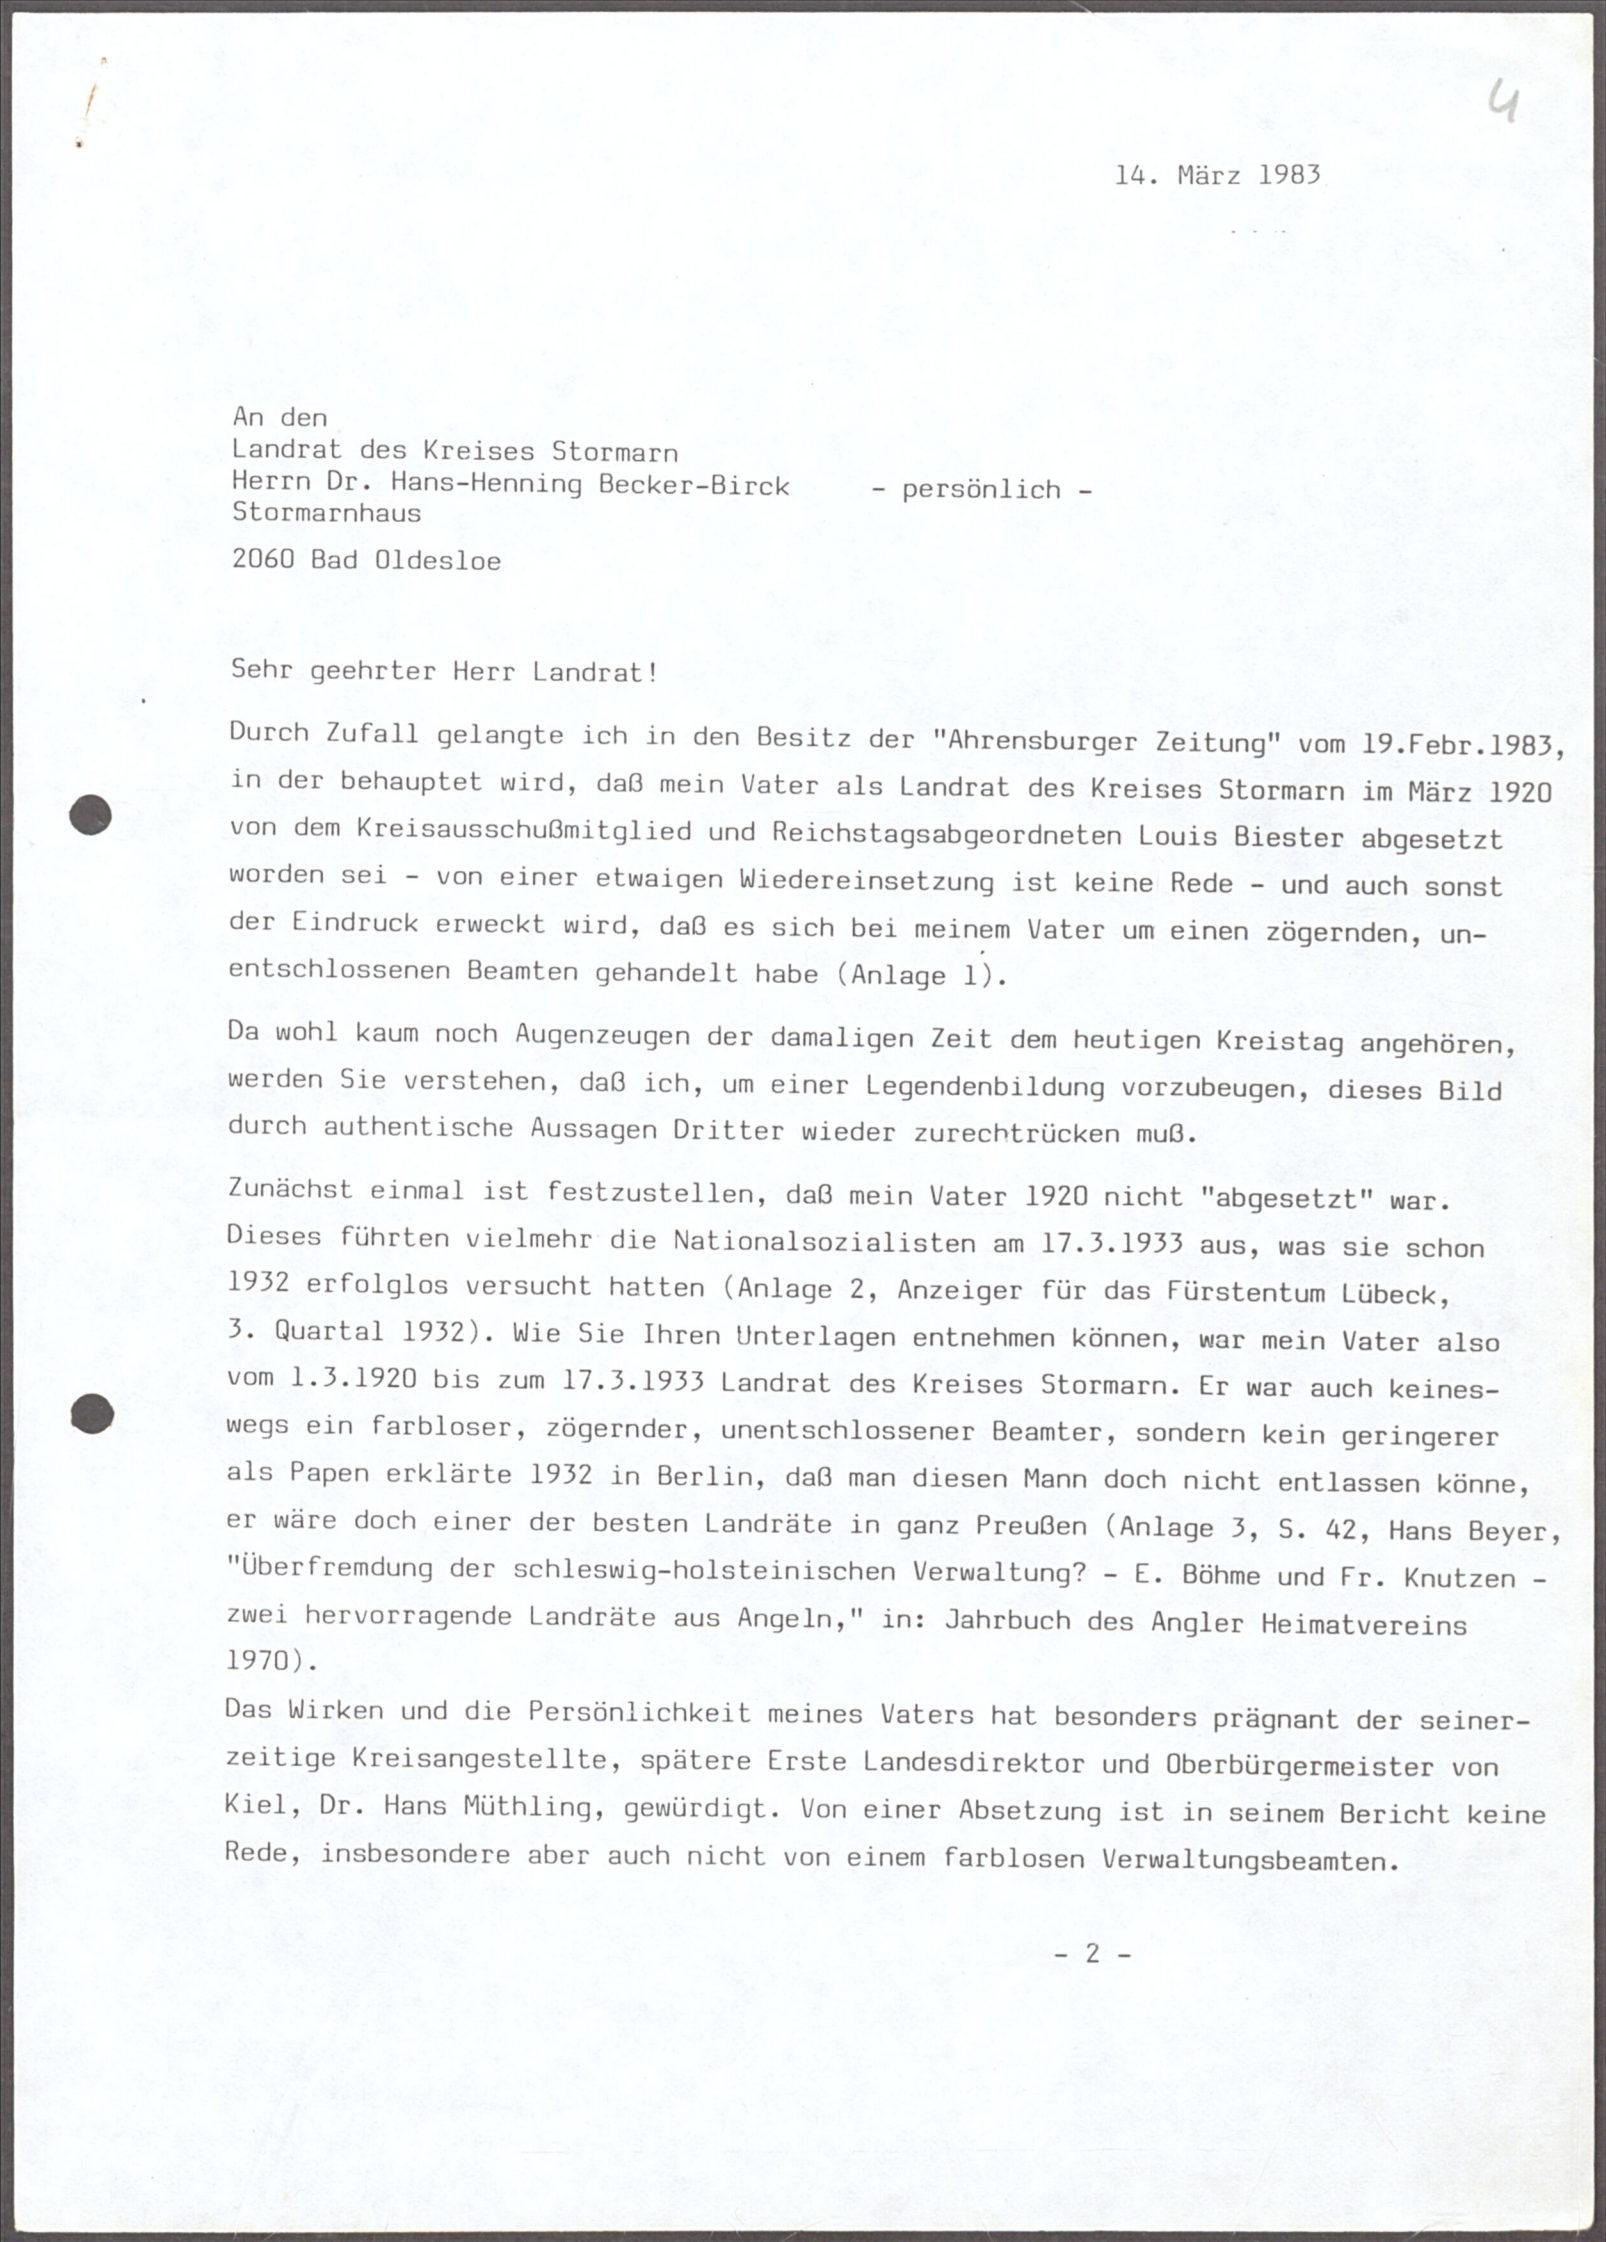 4
14. März 1983
An den
Landrat des Kreises Stormarn
Herrn Dr. Hans-Henning Becker-Birck - persönlich -
Stormarnhaus
2060 Bad Oldesloe
Sehr geehrter Herr Landrat!
Durch Zufall gelangte ich in den Besitz der "Ahrensburger Zeitung" vom 19.Febr.1983,
in der behauptet wird, daß mein Vater als Landrat des Kreises Stormarn im März 1920
von dem Kreisausschußmitglied und Reichstagsabgeordneten Louis Biester abgesetzt
worden sei - von einer etwaigen Wiedereinsetzung ist keine Rede - und auch sonst
der Eindruck erweckt wird, daß es sich bei meinem Vater um einen zögernden, un-
entschlossenen Beamten gehandelt habe (Anlage 1).
Da wohl kaum noch Augenzeugen der damaligen Zeit dem heutigen Kreistag angehören,
werden Sie verstehen, daß ich, um einer Legendenbildung vorzubeugen, dieses Bild
durch authentische Aussagen Dritter wieder zurechtrücken muß.
Zunächst einmal ist festzustellen, daß mein Vater 1920 nicht "abgesetzt" war.
Dieses führten vielmehr die Nationalsozialisten am 17.3.1933 aus, was sie schon
1932 erfolglos versucht hatten (Anlage 2, Anzeiger für das Fürstentum Lübeck,
3. Quartal 1932). Wie Sie Ihren Unterlagen entnehmen können, war mein Vater also
vom 1.3.1920 bis zum 17.3.1933 Landrat des Kreises Stormarn. Er war auch keines-
wegs ein farbloser, zögernder, unentschlossener Beamter, sondern kein geringerer
als Papen erklärte 1932 in Berlin, daß man diesen Mann doch nicht entlassen könne,
er wäre doch einer der besten Landräte in ganz Preußen (Anlage 3, S. 42, Hans Beyer,
"Überfremdung der schleswig-holsteinischen Verwaltung? - E. Böhme und Fr. Knutzen -
zwei hervorragende Landräte aus Angeln," in: Jahrbuch des Angler Heimatvereins
1970).
Das Wirken und die Persönlichkeit meines Vaters hat besonders prägnant der seiner-
zeitige Kreisangestellte, spätere Erste Landesdirektor und Oberbürgermeister von
Kiel, Dr. Hans Müthling, gewürdigt. Von einer Absetzung ist in seinem Bericht keine
Rede, insbesondere aber auch nicht von einem farblosen Verwaltungsbeamten.
- 2 -